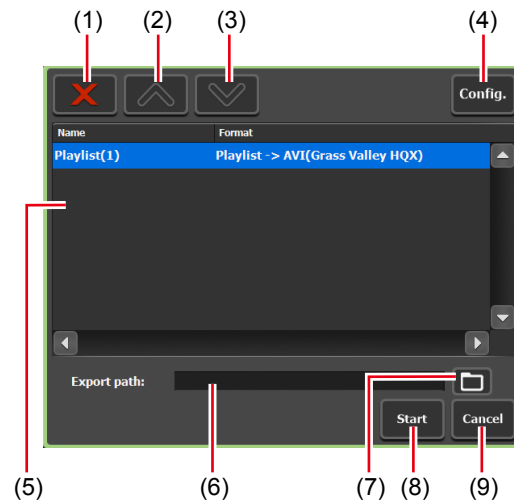 (1) (2) (3) (4)
Config.
Name Format
Playlist(1) Playlist -> AVI(Grass Valley HQX)
Export path:
Start Cancel
(5) (6) (7) (8) (9)